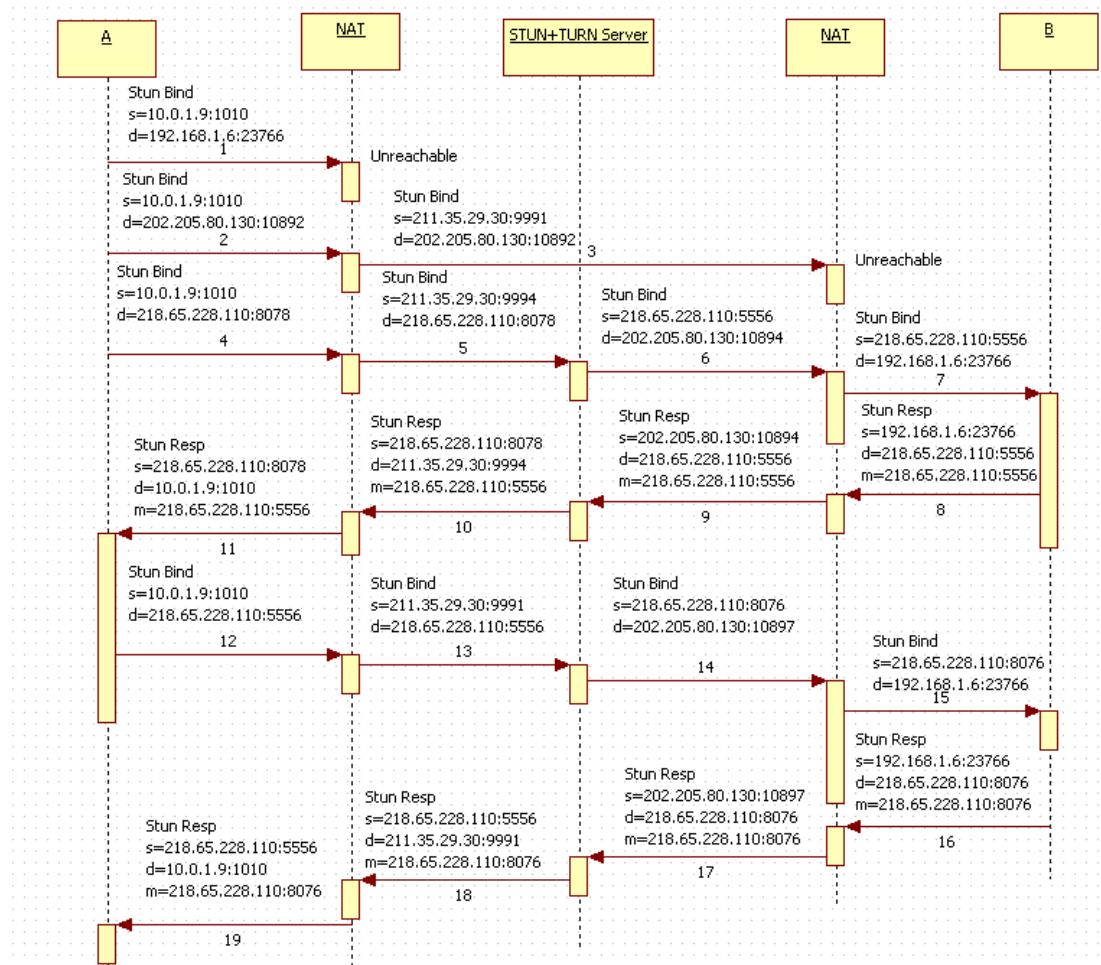 A
NAT
STUN+TURN Server
NAT
B
Stun Bind
s=10.0.1.9:1010
d=192.168.1.6:23766
1
Unreachable
Stun Bind
s=10.0.1.9:1010
d=202.205.80.130:10892
2
Stun Bind
s=211.35.29.30:9991
d=202.205.80.130:10892
3
Unreachable
Stun Bind
s=10.0.1.9:1010
d=218.65.228.110:8078
4
Stun Bind
s=211.35.29.30:9994
d=218.65.228.110:8078
5
Stun Bind
s=218.65.228.110:5556
d=202.205.80.130:10894
6
Stun Bind
s=218.65.228.110:5556
d=192.168.1.6:23766
7
Stun Resp
s=192.168.1.6:23766
d=218.65.228.110:5556
m=218.65.228.110:5556
8
Stun Resp
s=202.205.80.130:10894
d=218.65.228.110:5556
m=218.65.228.110:5556
9
Stun Resp
s=218.65.228.110:8078
d=211.35.29.30:9994
m=218.65.228.110:5556
10
Stun Resp
s=218.65.228.110:8078
d=10.0.1.9:1010
m=218.65.228.110:5556
11
Stun Bind
s=10.0.1.9:1010
d=218.65.228.110:5556
12
Stun Bind
s=211.35.29.30:9991
d=218.65.228.110:5556
13
Stun Bind
s=218.65.228.110:8076
d=202.205.80.130:10897
14
Stun Bind
s=218.65.228.110:8076
d=192.168.1.6:23766
15
Stun Resp
s=192.168.1.6:23766
d=218.65.228.110:8076
m=218.65.228.110:8076
16
Stun Resp
s=202.205.80.130:10897
d=218.65.228.110:8076
m=218.65.228.110:8076
17
Stun Resp
s=218.65.228.110:5556
d=211.35.29.30:9991
m=218.65.228.110:8076
18
Stun Resp
s=218.65.228.110:5556
d=10.0.1.9:1010
m=218.65.228.110:8076
19